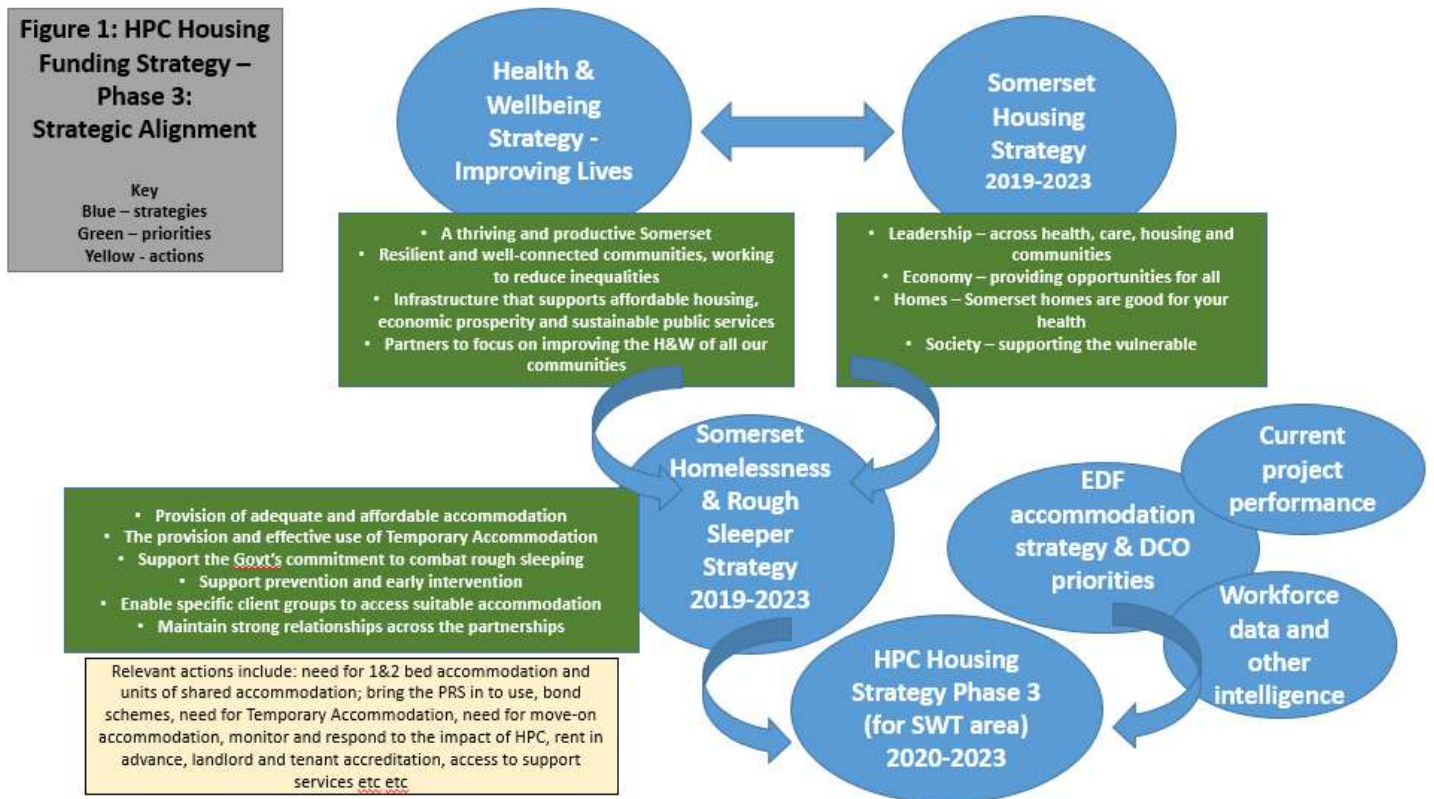 Figure 1: HPC Housing
Funding Strategy –
Phase 3:
Strategic Alignment
Key
Blue – strategies
Green – priorities
Yellow - actions
Health &
Wellbeing
Strategy -
Improving Lives
Somerset
Housing
Strategy
2019-2023
• A thriving and productive Somerset
• Resilient and well-connected communities, working
to reduce inequalities
• Infrastructure that supports affordable housing,
economic prosperity and sustainable public services
• Partners to focus on improving the H&W of all our
communities
• Leadership – across health, care, housing and
communities
• Economy – providing opportunities for all
• Homes – Somerset homes are good for your
health
• Society – supporting the vulnerable
Somerset
Homelessness
& Rough
Sleeper
Strategy
2019-2023
EDF
accommodation
strategy & DCO
priorities
Current
project
performance
Workforce
data and
other
intelligence
• Provision of adequate and affordable accommodation
• The provision and effective use of Temporary Accommodation
• Support the Govt's commitment to combat rough sleeping
• Support prevention and early intervention
• Enable specific client groups to access suitable accommodation
• Maintain strong relationships across the partnerships
Relevant actions include: need for 1&2 bed accommodation and
units of shared accommodation; bring the PRS in to use, bond
schemes, need for Temporary Accommodation, need for move-on
accommodation, monitor and respond to the impact of HPC, rent in
advance, landlord and tenant accreditation, access to support
services etc etc
HPC Housing
Strategy Phase 3
(for SWT area)
2020-2023